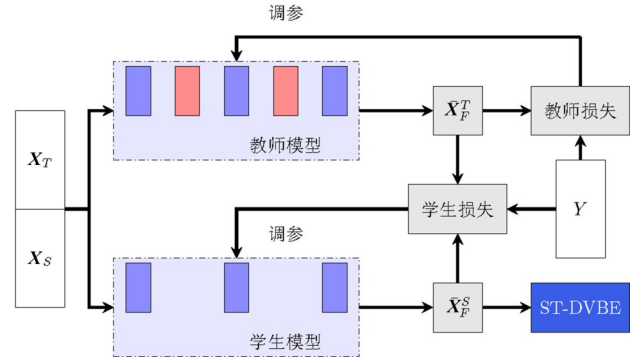 调参
X_T
X̄_F^T
教师损失
教师模型
学生损失
Y
X_S
调参
X̄_F^S
ST-DVBE
学生模型